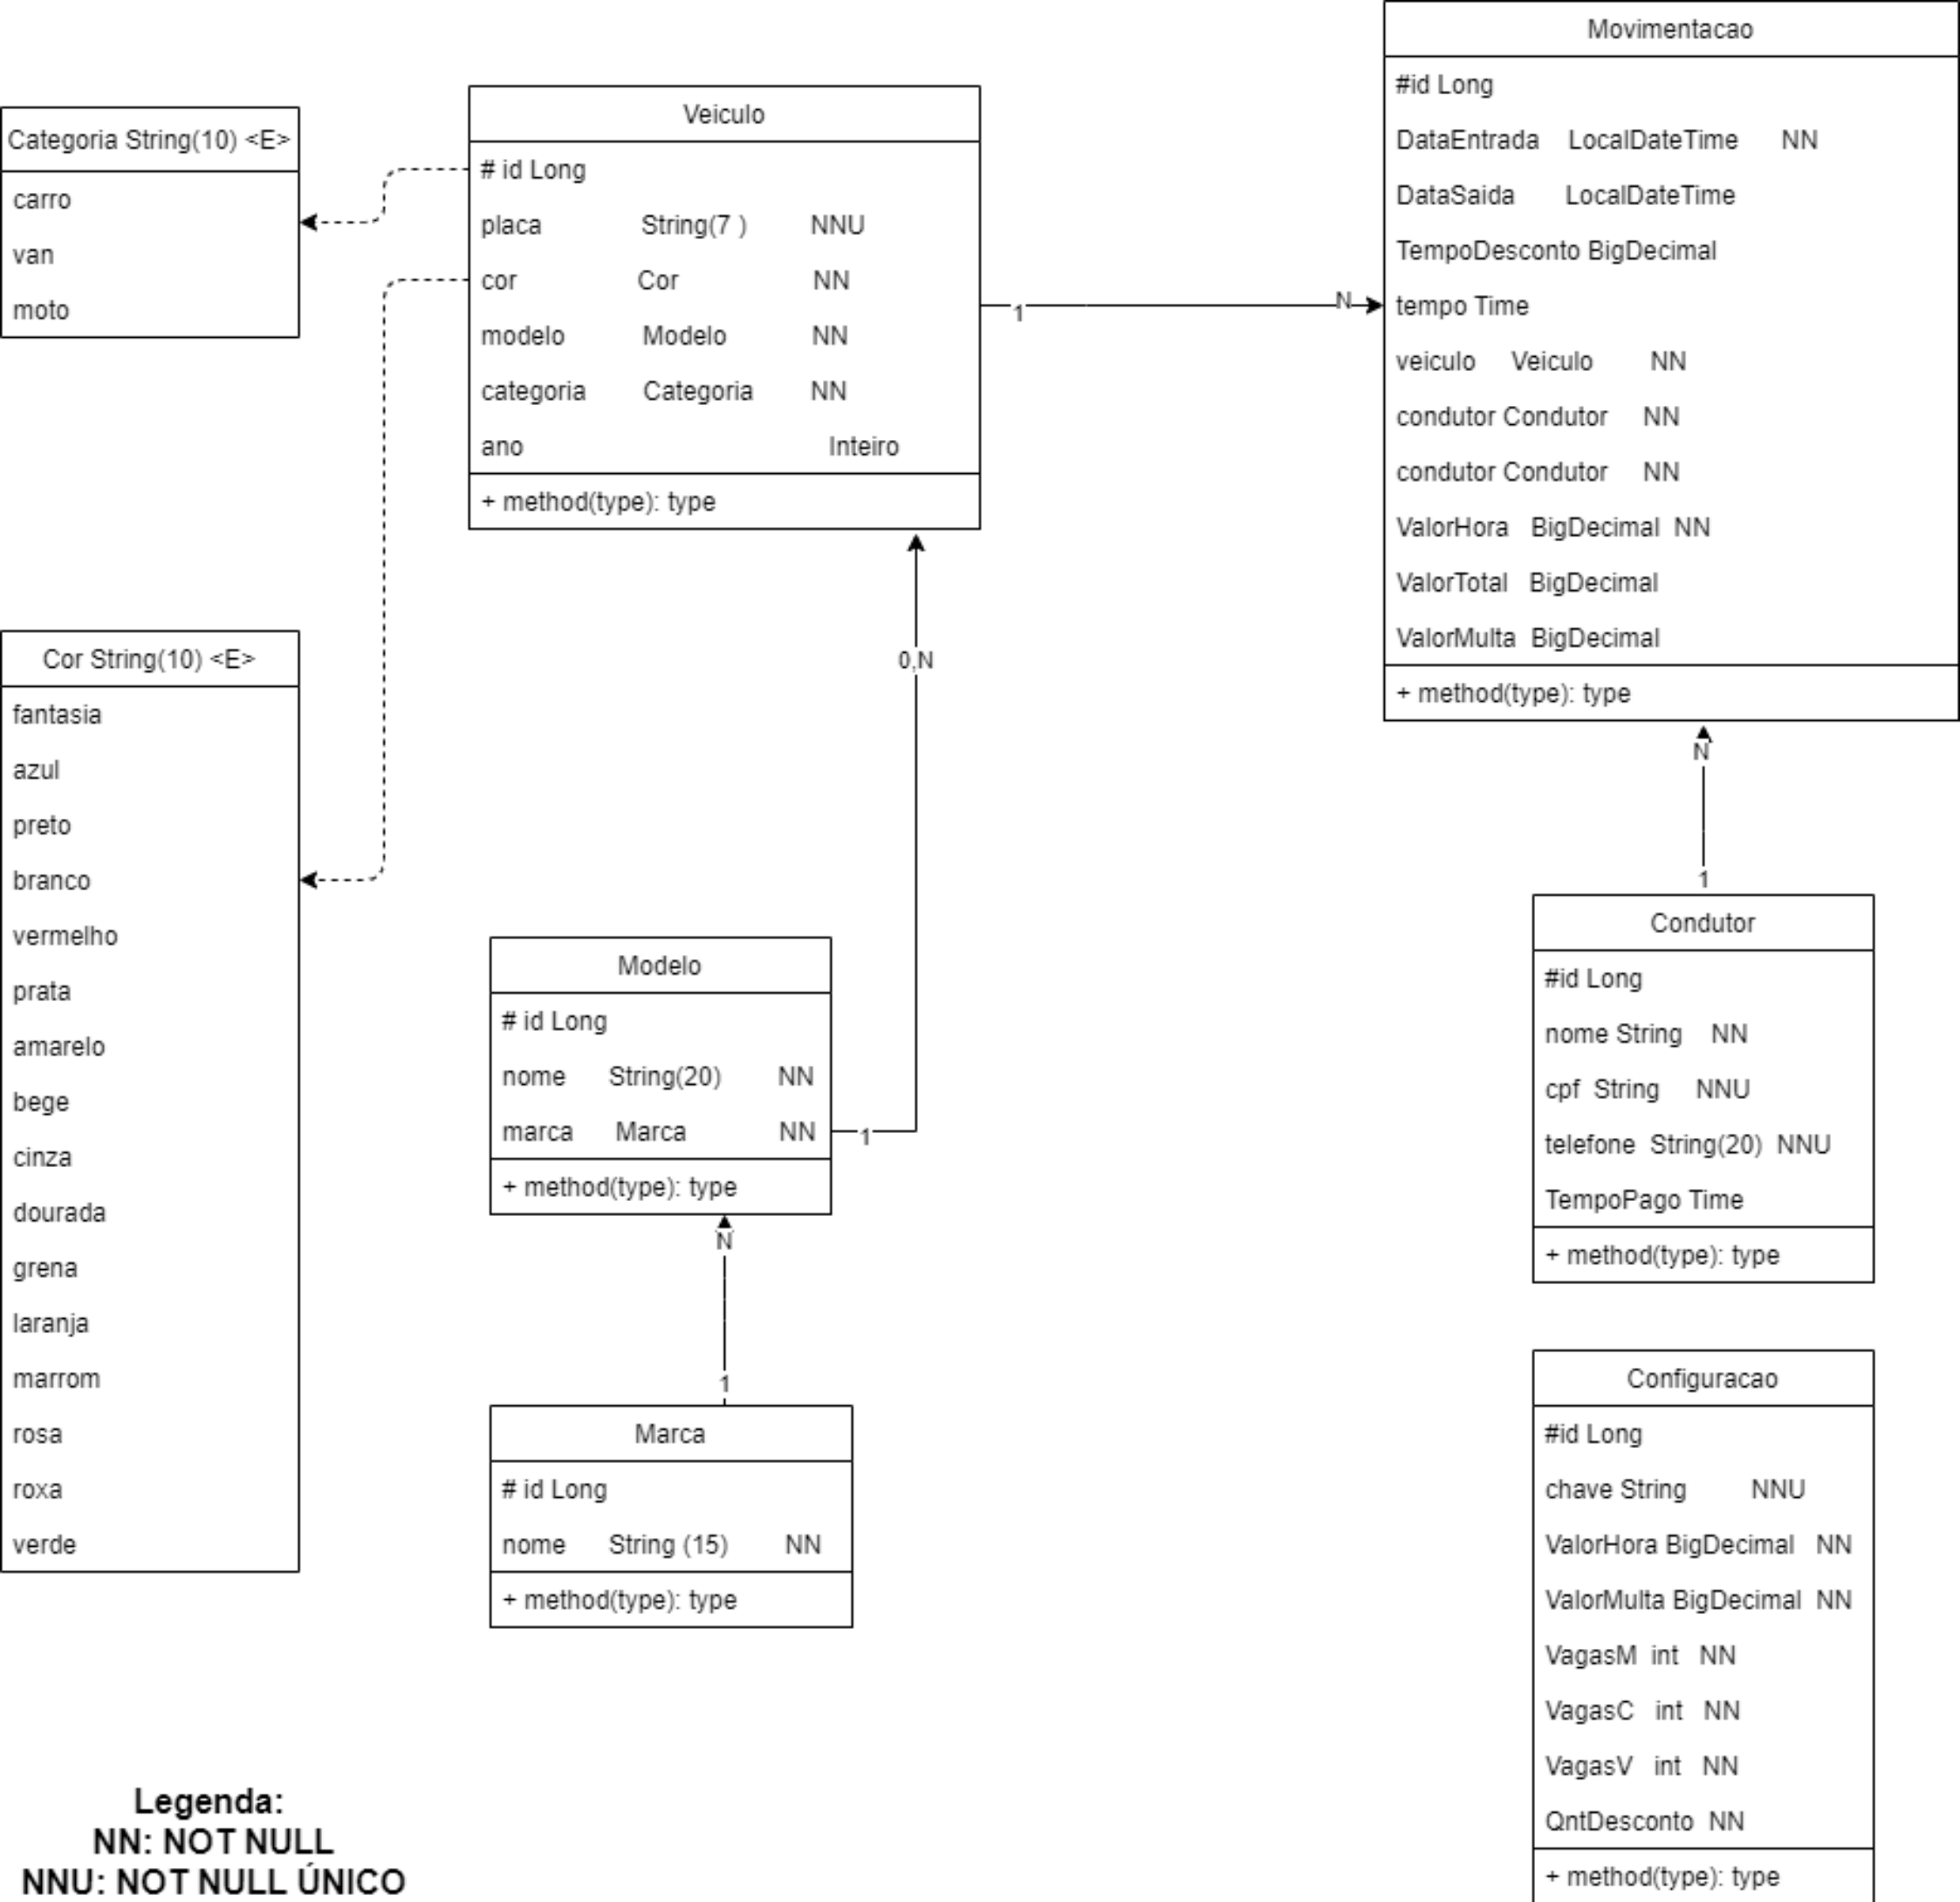 Categoria String(10) <E>
carro
van
moto
Cor String(10) <E>
fantasia
azul
preto
branco
vermelho
prata
amarelo
bege
cinza
dourada
grena
laranja
marrom
rosa
roxa
verde
Veiculo
# id Long
placa String(7 ) NNU
cor Cor NN
modelo Modelo NN
categoria Categoria NN
ano Inteiro
+ method(type): type
1
N
0,N
Modelo
# id Long
nome String(20) NN
marca Marca NN
+ method(type): type
1
N
1
Marca
# id Long
nome String (15) NN
+ method(type): type
Movimentacao
#id Long
DataEntrada LocalDateTime NN
DataSaida LocalDateTime
TempoDesconto BigDecimal
tempo Time
veiculo Veiculo NN
condutor Condutor NN
condutor Condutor NN
ValorHora BigDecimal NN
ValorTotal BigDecimal
ValorMulta BigDecimal
+ method(type): type
N
1
Condutor
#id Long
nome String NN
cpf String NNU
telefone String(20) NNU
TempoPago Time
+ method(type): type
Configuracao
#id Long
chave String NNU
ValorHora BigDecimal NN
ValorMulta BigDecimal NN
VagasM int NN
VagasC int NN
VagasV int NN
QntDesconto NN
+ method(type): type
Legenda:
NN: NOT NULL
NNU: NOT NULL ÚNICO